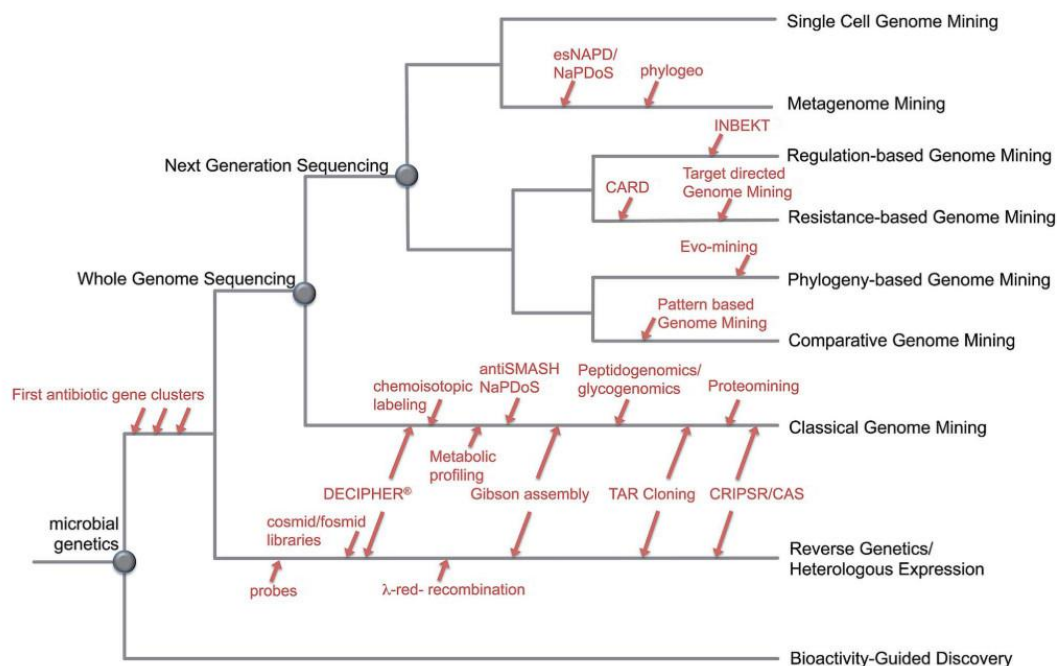 Single Cell Genome Mining
esNAPD/
NaPDoS
phylogeo
Metagenome Mining
INBEKT
Next Generation Sequencing
Regulation-based Genome Mining
CARD
Target directed
Genome Mining
Resistance-based Genome Mining
Evo-mining
Whole Genome Sequencing
Phylogeny-based Genome Mining
Pattern based
Genome Mining
Comparative Genome Mining
First antibiotic gene clusters
chemoisotopic
labeling
antiSMASH
NaPDoS
Peptidogenomics/
glycogenomics
Proteomining
Classical Genome Mining
Metabolic
profiling
DECIPHER®
Gibson assembly
TAR Cloning
CRIPSR/CAS
microbial
genetics
cosmid/fosmid
libraries
Reverse Genetics/
Heterologous Expression
probes
λ-red- recombination
Bioactivity-Guided Discovery